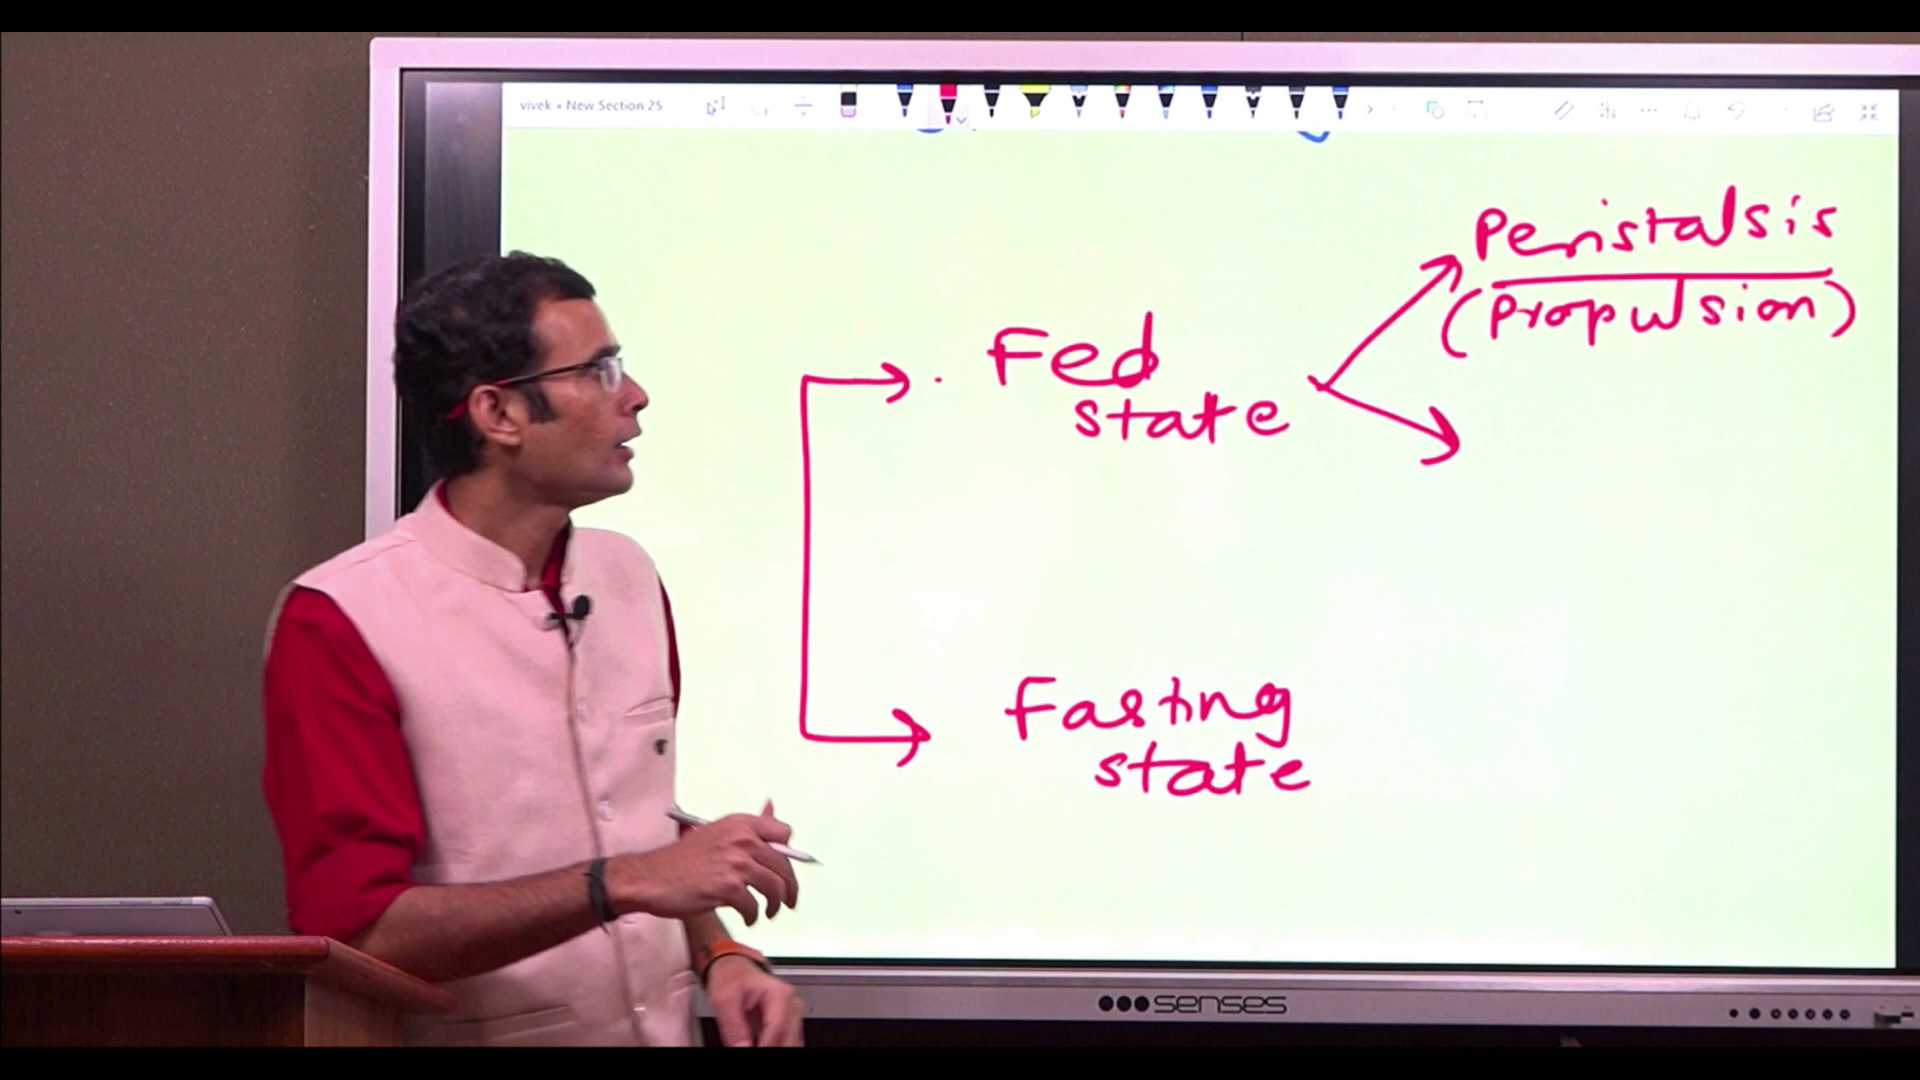 vivek » New Section 25
Peristalsis
(Propulsion)
Fed
state
Fasting
state
senses